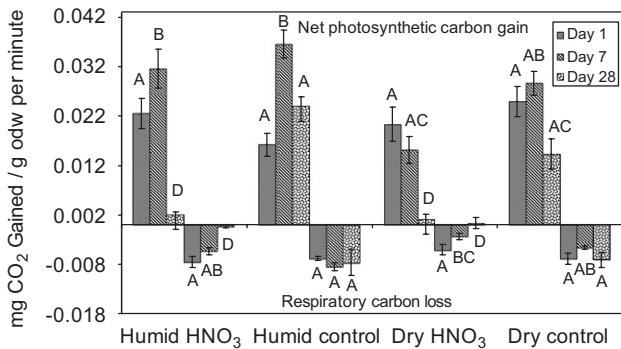 mg CO₂ Gained / g odw per minute
0.042
0.032
0.022
0.012
0.002
-0.008
-0.018
Net photosynthetic carbon gain
Day 1
Day 7
Day 28
A B D A AB D
A B A A A A
A AC D A BC D
A AB AC A AB A
Respiratory carbon loss
Humid HNO₃ Humid control Dry HNO₃ Dry control